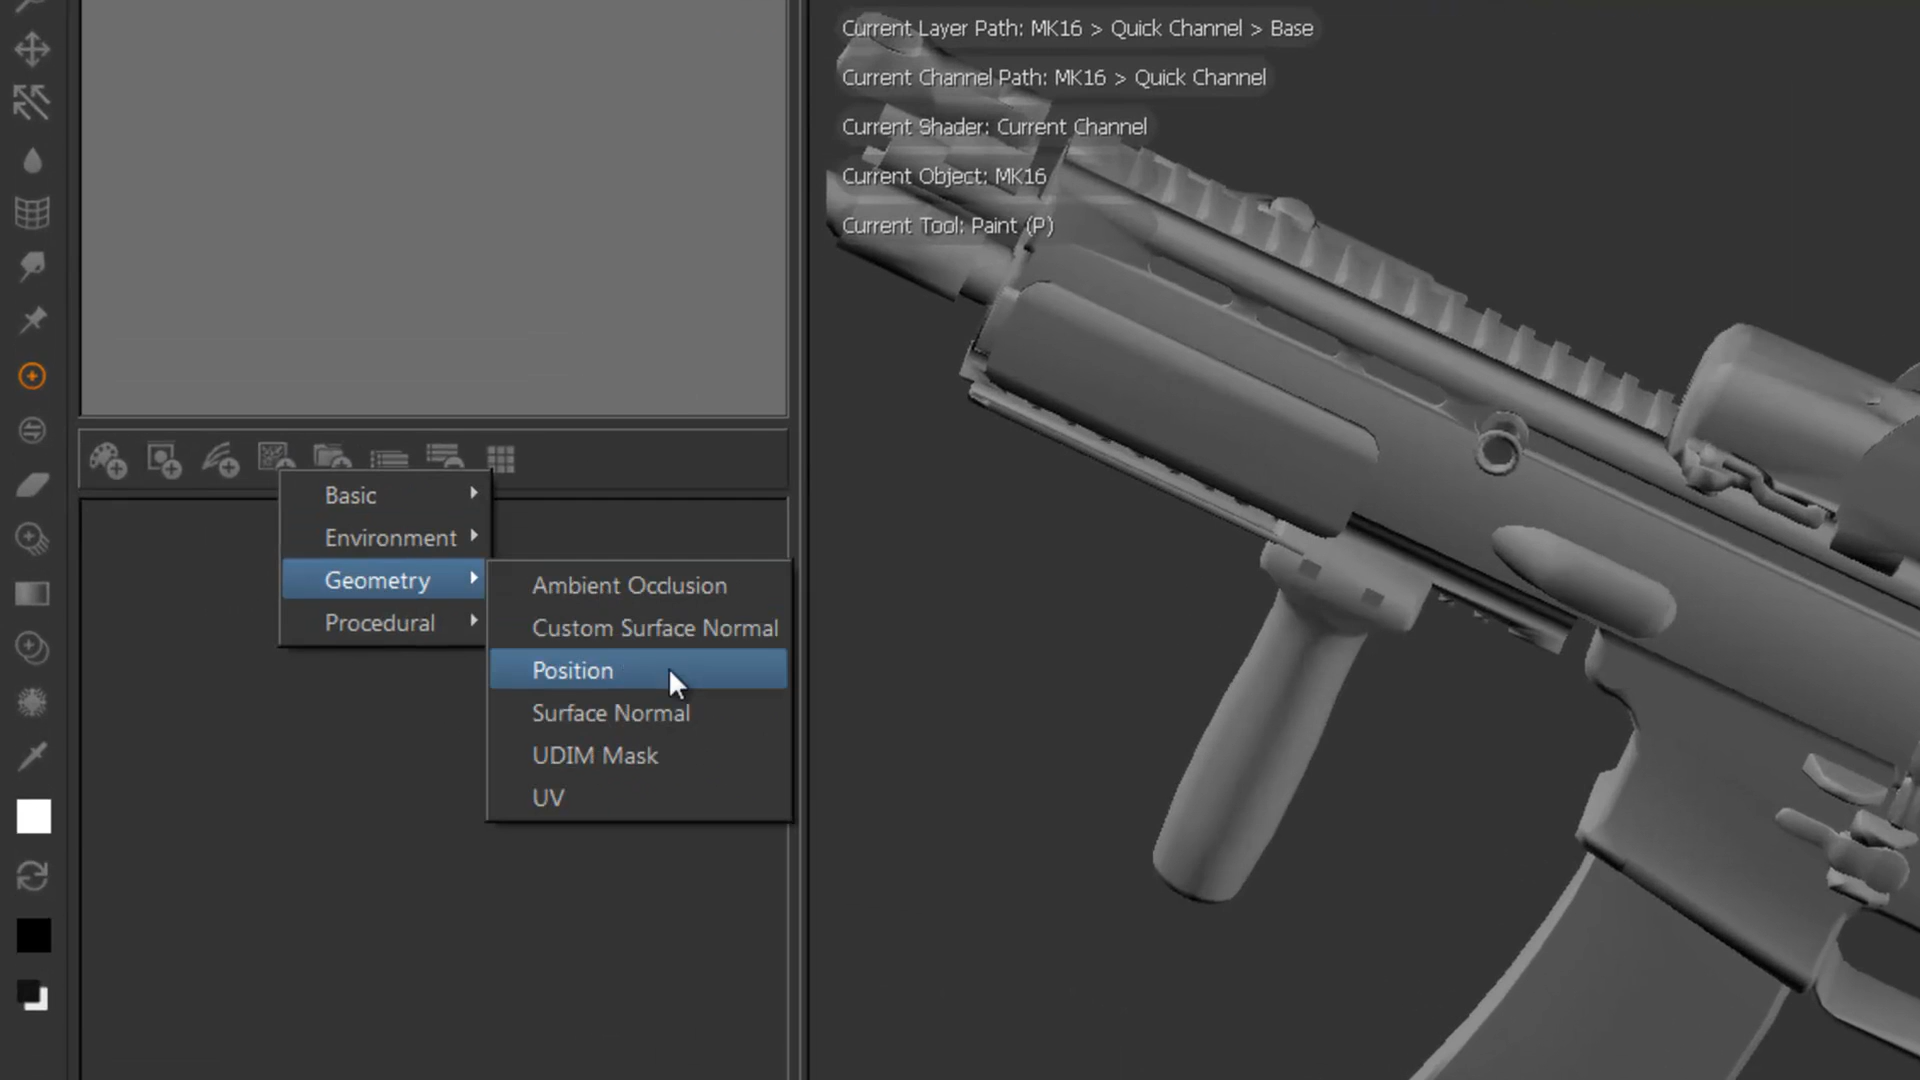 Current Layer Path: MK16 > Quick Channel > Base
Current Channel Path: MK16 > Quick Channel
Current Shader: Current Channel
Current Object: MK16
Current Tool: Paint (P)
Basic
Environment
Geometry
Procedural
Ambient Occlusion
Custom Surface Normal
Position
Surface Normal
UDIM Mask
UV